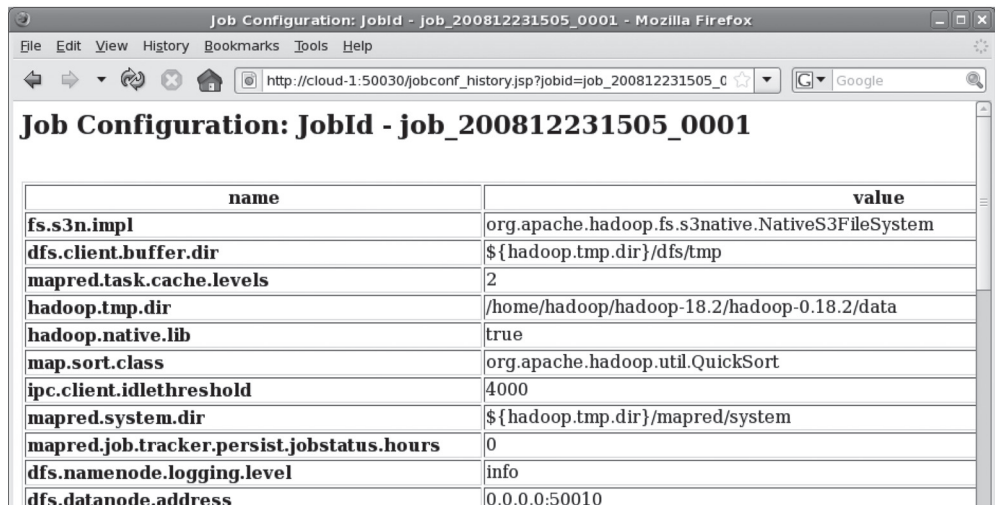 Job Configuration: JobId - job_200812231505_0001 - Mozilla Firefox
File Edit View History Bookmarks Tools Help
http://cloud-1:50030/jobconf_history.jsp?jobid=job_200812231505_0 G Google
Job Configuration: JobId - job_200812231505_0001
name value
fs.s3n.impl org.apache.hadoop.fs.s3native.NativeS3FileSystem
dfs.client.buffer.dir ${hadoop.tmp.dir}/dfs/tmp
mapred.task.cache.levels 2
hadoop.tmp.dir /home/hadoop/hadoop-18.2/hadoop-0.18.2/data
hadoop.native.lib true
map.sort.class org.apache.hadoop.util.QuickSort
ipc.client.idlethreshold 4000
mapred.system.dir ${hadoop.tmp.dir}/mapred/system
mapred.job.tracker.persist.jobstatus.hours 0
dfs.namenode.logging.level info
dfs.datanode.address 0.0.0.0:50010